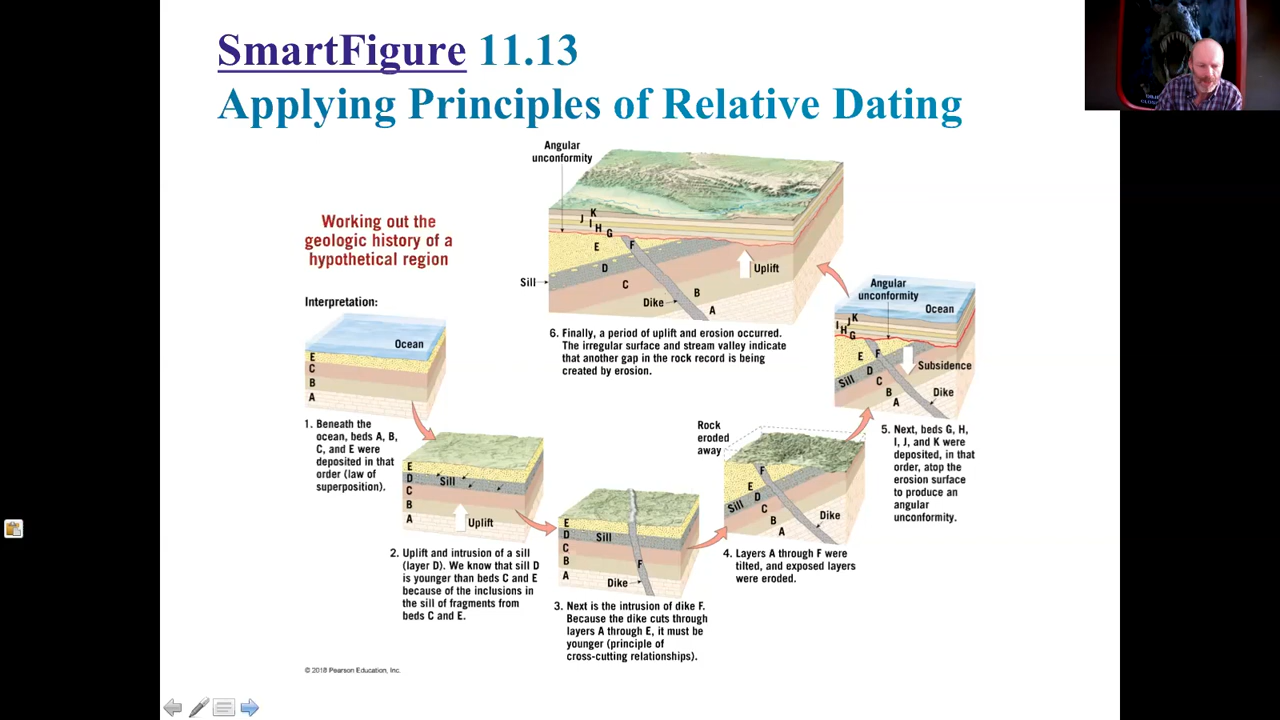 SmartFigure 11.13
Applying Principles of Relative Dating
Working out the
geologic history of a
hypothetical region
Interpretation:
Ocean
E
C
B
A
1. Beneath the
ocean, beds A, B,
C, and E were
deposited in that
order (law of
superposition).
E
D
Sill
C
B
A
Uplift
2. Uplift and intrusion of a sill
(layer D). We know that sill D
is younger than beds C and E
because of the inclusions in
the sill of fragments from
beds C and E.
E
D
Sill
C
B
F
A
Dike
3. Next is the intrusion of dike F.
Because the dike cuts through
layers A through E, it must be
younger (principle of
cross-cutting relationships).
Rock
eroded
away
F
E
D
Sill
C
B
A
Dike
4. Layers A through F were
tilted, and exposed layers
were eroded.
Angular
unconformity
Ocean
K
J
I
H
G
E
F
Subsidence
D
Sill
C
B
A
Dike
5. Next, beds G, H,
I, J, and K were
deposited, in that
order, atop the
erosion surface
to produce an
angular
unconformity.
Angular
unconformity
K
J
I
H
G
E
F
D
Uplift
Sill
C
B
Dike
A
6. Finally, a period of uplift and erosion occurred.
The irregular surface and stream valley indicate
that another gap in the rock record is being
created by erosion.
© 2018 Pearson Education, Inc.